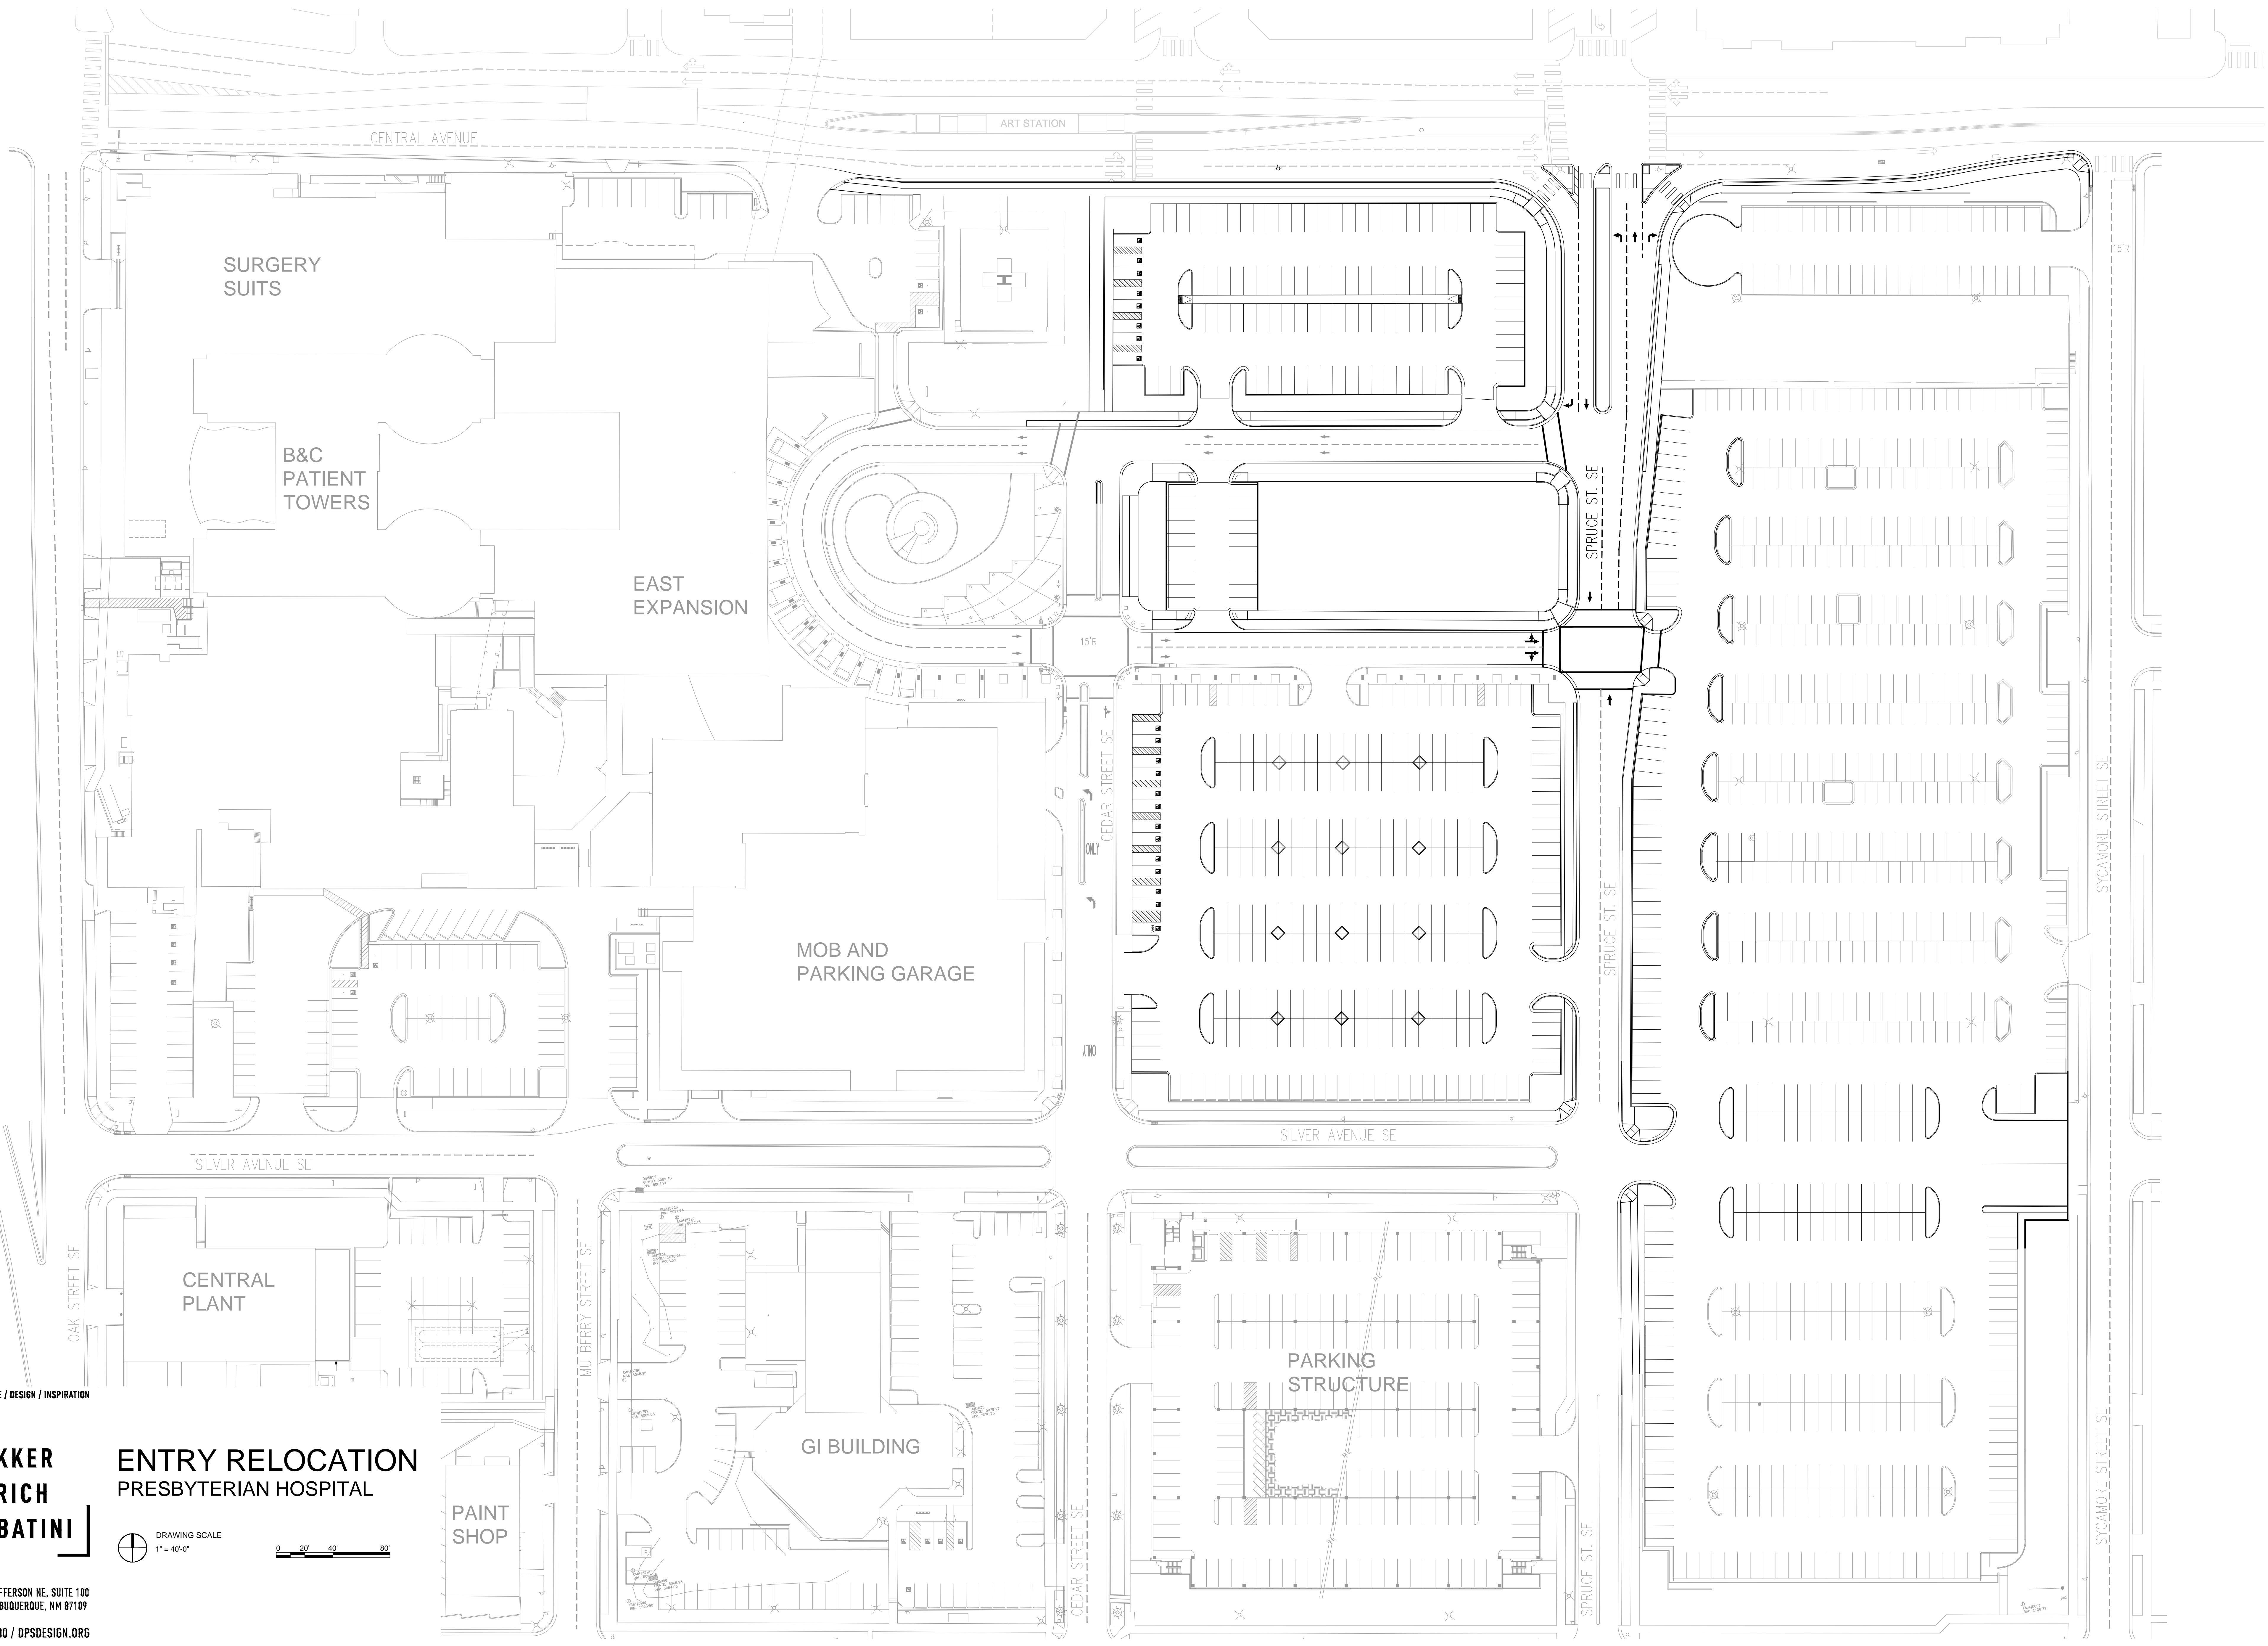 CENTRAL AVENUE
ART STATION
15'R
SURGERY
SUITS
B&C
PATIENT
TOWERS
EAST
EXPANSION
SPRUCE ST. SE
15'R
CEDAR STREET SE
ONLY
ONLY
MOB AND
PARKING GARAGE
SPRUCE ST. SE
SYCAMORE STREET SE
SILVER AVENUE SE
SILVER AVENUE SE
OAK STREET SE
CENTRAL
PLANT
MULBERRY STREET SE
PARKING
STRUCTURE
GI BUILDING
PAINT
SHOP
CEDAR STREET SE
SPRUCE ST. SE
SYCAMORE STREET SE
E / DESIGN / INSPIRATION
KKER
RICH
BATINI
ENTRY RELOCATION
PRESBYTERIAN HOSPITAL
DRAWING SCALE
1" = 40'-0"
0 20' 40' 80'
FFERSON NE, SUITE 100
BUQUERQUE, NM 87109
00 / DPSDESIGN.ORG